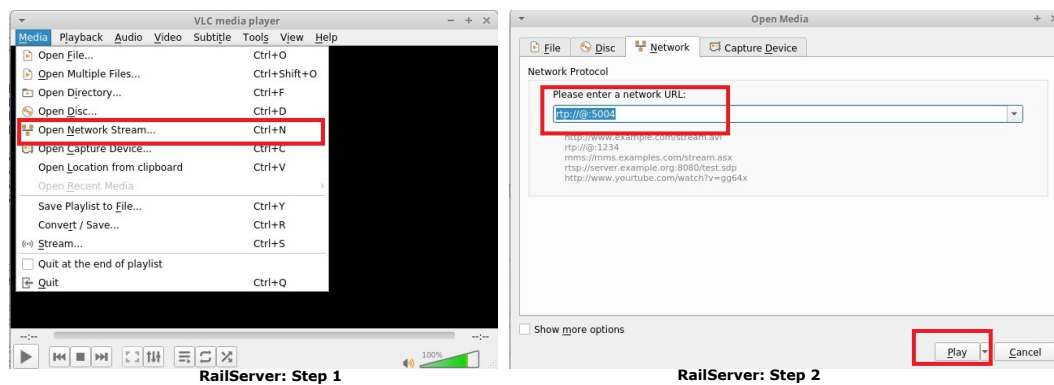 VLC media player
Media Playback Audio Video Subtitle Tools View Help
Open File... Ctrl+O
Open Multiple Files... Ctrl+Shift+O
Open Directory... Ctrl+F
Open Disc... Ctrl+D
Open Network Stream... Ctrl+N
Open Capture Device... Ctrl+C
Open Location from clipboard Ctrl+V
Open Recent Media
Save Playlist to File... Ctrl+Y
Convert / Save... Ctrl+R
Stream... Ctrl+S
Quit at the end of playlist
Quit Ctrl+Q
--:-- --:--
100%
RailServer: Step 1
Open Media
File Disc Network Capture Device
Network Protocol
Please enter a network URL:
rtp://@:5004
http://www.example.com/stream.avi
rtp://@:1234
mms://mms.examples.com/stream.asx
rtsp://server.example.org:8080/test.sdp
http://www.yourtube.com/watch?v=gg64x
Show more options
Play Cancel
RailServer: Step 2